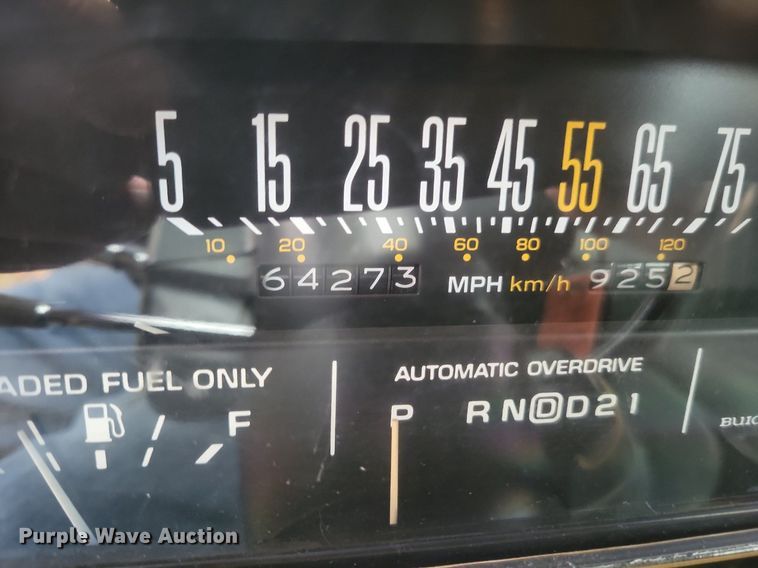 5 15 25 35 45 55 65 75
10 20 40 60 80 100 120
64273 MPH km/h 9252
ADED FUEL ONLY
AUTOMATIC OVERDRIVE
F
P R N D D 2 1
BUIC
Purple Wave Auction